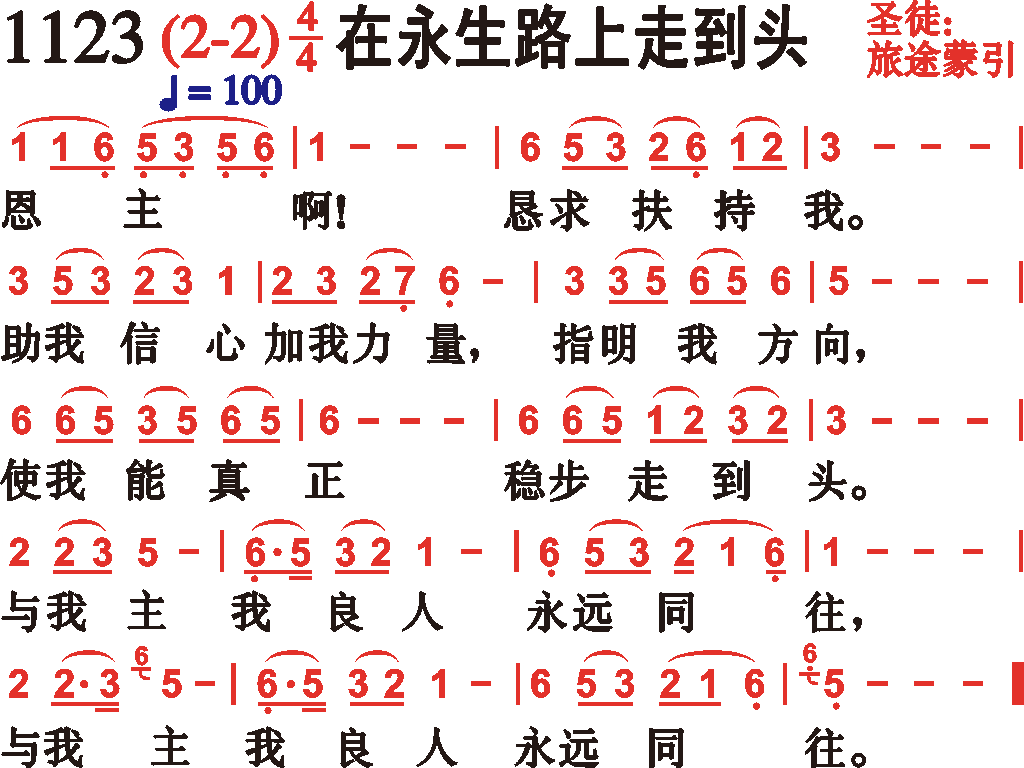 1123 (2-2) 4/4 在永生路上走到头 圣徒:
旅途蒙引
♩= 100
1 1 6 5 3 5 6 | 1 - - - | 6 5 3 2 6 1 2 | 3 - - - |
恩 主 啊! 恳求 扶 持 我。
3 5 3 2 3 1 | 2 3 2 7 6 - | 3 3 5 6 5 6 | 5 - - - |
助我 信 心 加我力 量, 指明 我 方向,
6 6 5 3 5 6 5 | 6 - - - | 6 6 5 1 2 3 2 | 3 - - - |
使我 能 真 正 稳步 走 到 头。
2 2 3 5 - | 6·5 3 2 1 - | 6 5 3 2 1 6 | 1 - - - |
与我 主 我 良 人 永远 同 往,
2 2·3 6 5 - | 6·5 3 2 1 - | 6 5 3 2 1 6 | 6 5 - - -
与我 主 我 良 人 永远 同 往。